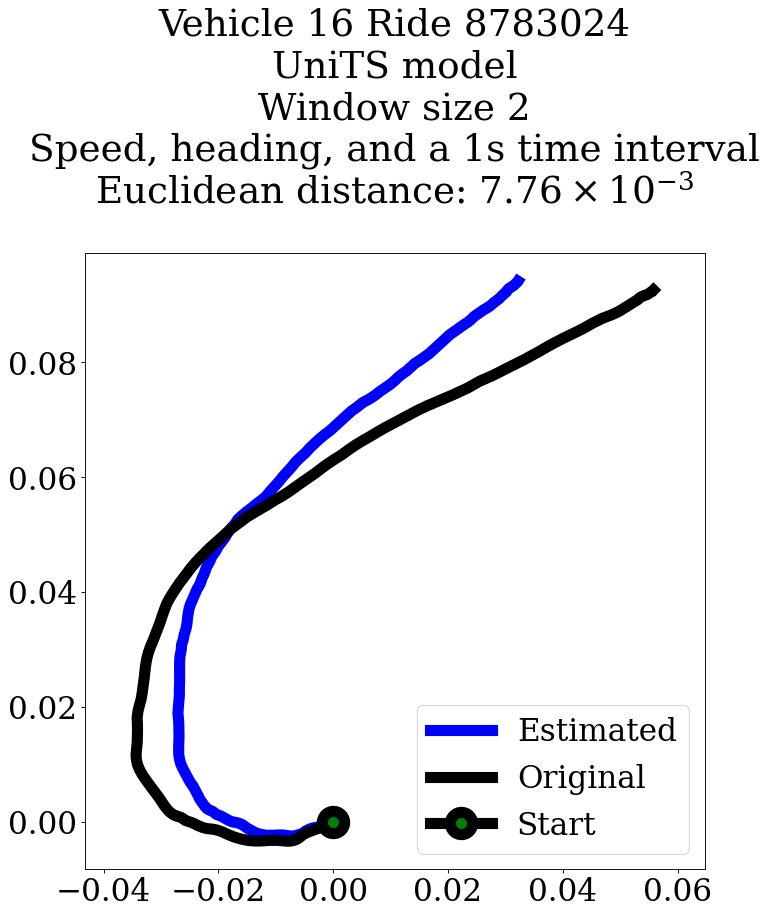 Vehicle 16 Ride 8783024
UniTS model
Window size 2
Speed, heading, and a 1s time interval
Euclidean distance: 7.76 × 10⁻³
0.08
0.06
0.04
0.02
0.00
−0.04 −0.02 0.00 0.02 0.04 0.06
Estimated
Original
Start